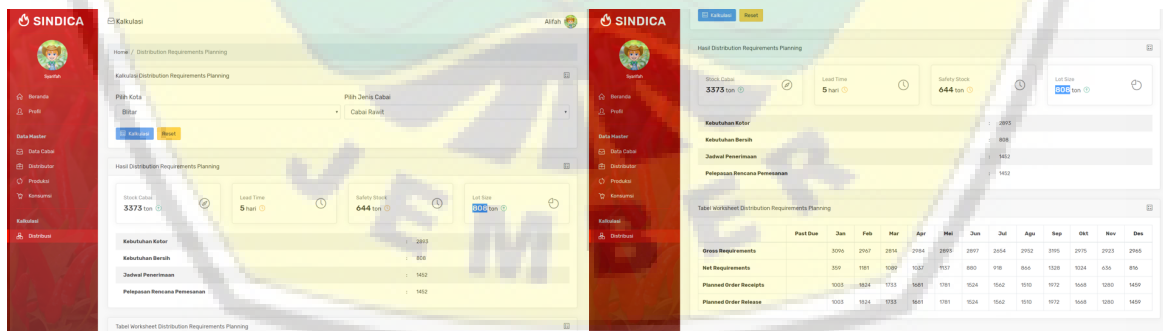 SINDICA
Kalkulasi
Alifah
Syarifah
Home / Distribution Requirements Planning
Beranda
Profil
Data Master
Data Cabai
Distributor
Produksi
Konsumsi
Kalkulasi
Distribusi
Kalkulasi Distribution Requirements Planning
Pilih Kota
Pilih Jenis Cabai
Blitar
Cabai Rawit
Kalkulasi
Reset
Hasil Distribution Requirements Planning
Stock Cabai
3373 ton
Lead Time
5 hari
Safety Stock
644 ton
Lot Size
808 ton
Kebutuhan Kotor : 2893
Kebutuhan Bersih : 808
Jadwal Penerimaan : 1452
Pelepasan Rencana Pemesanan : 1452
Tabel Worksheet Distribution Requirements Planning
SINDICA
Syarifah
Beranda
Profil
Data Master
Data Cabai
Distributor
Produksi
Konsumsi
Kalkulasi
Distribusi
Kalkulasi
Reset
Hasil Distribution Requirements Planning
Stock Cabai
3373 ton
Lead Time
5 hari
Safety Stock
644 ton
Lot Size
808 ton
Kebutuhan Kotor : 2893
Kebutuhan Bersih : 808
Jadwal Penerimaan : 1452
Pelepasan Rencana Pemesanan : 1452
Tabel Worksheet Distribution Requirements Planning
Past Due Jan Feb Mar Apr Mei Jun Jul Agu Sep Okt Nov Des
Gross Requirements 3096 2967 2814 2984 2893 2897 2654 2952 3195 2975 2923 2965
Net Requirements 359 1181 1089 1037 1137 880 918 866 1328 1024 636 816
Planned Order Receipts 1003 1824 1733 1681 1781 1524 1562 1510 1972 1668 1280 1459
Planned Order Release 1003 1824 1733 1681 1781 1524 1562 1510 1972 1668 1280 1459
JEMBER